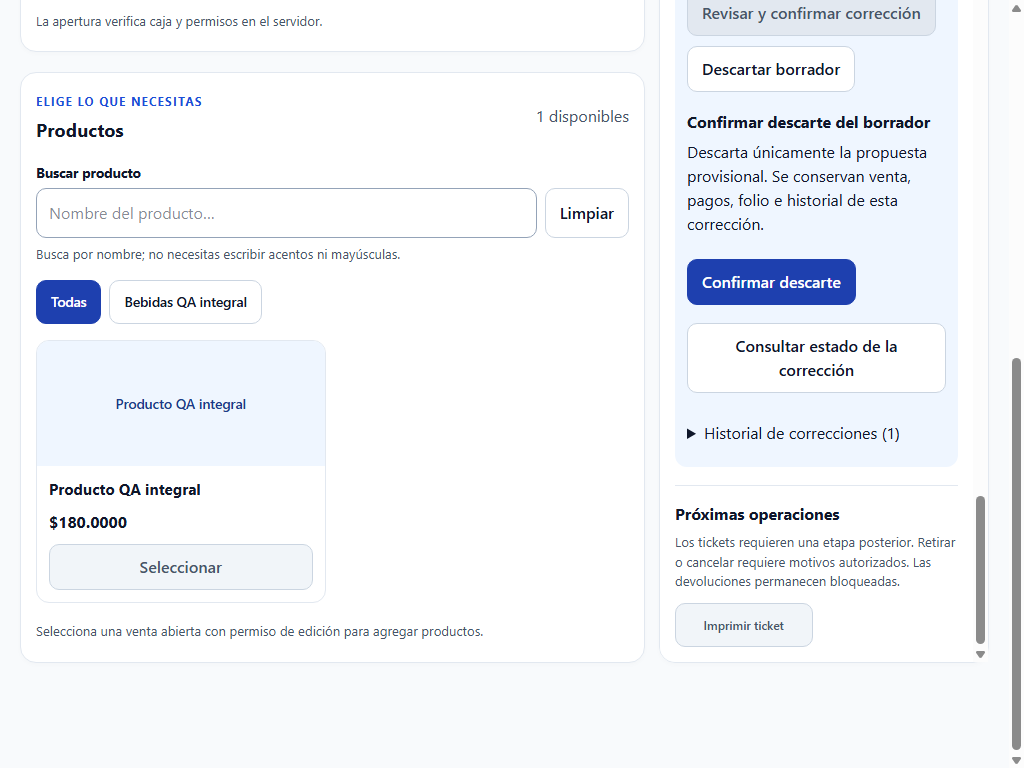 La apertura verifica caja y permisos en el servidor.
ELIGE LO QUE NECESITAS
Productos
1 disponibles
Buscar producto
Nombre del producto...
Limpiar
Busca por nombre; no necesitas escribir acentos ni mayúsculas.
Todas
Bebidas QA integral
Producto QA integral
Producto QA integral
$180.0000
Seleccionar
Selecciona una venta abierta con permiso de edición para agregar productos.
Revisar y confirmar corrección
Descartar borrador
Confirmar descarte del borrador
Descarta únicamente la propuesta
provisional. Se conservan venta,
pagos, folio e historial de esta
corrección.
Confirmar descarte
Consultar estado de la
corrección
Historial de correcciones (1)
Próximas operaciones
Los tickets requieren una etapa posterior. Retirar
o cancelar requiere motivos autorizados. Las
devoluciones permanecen bloqueadas.
Imprimir ticket